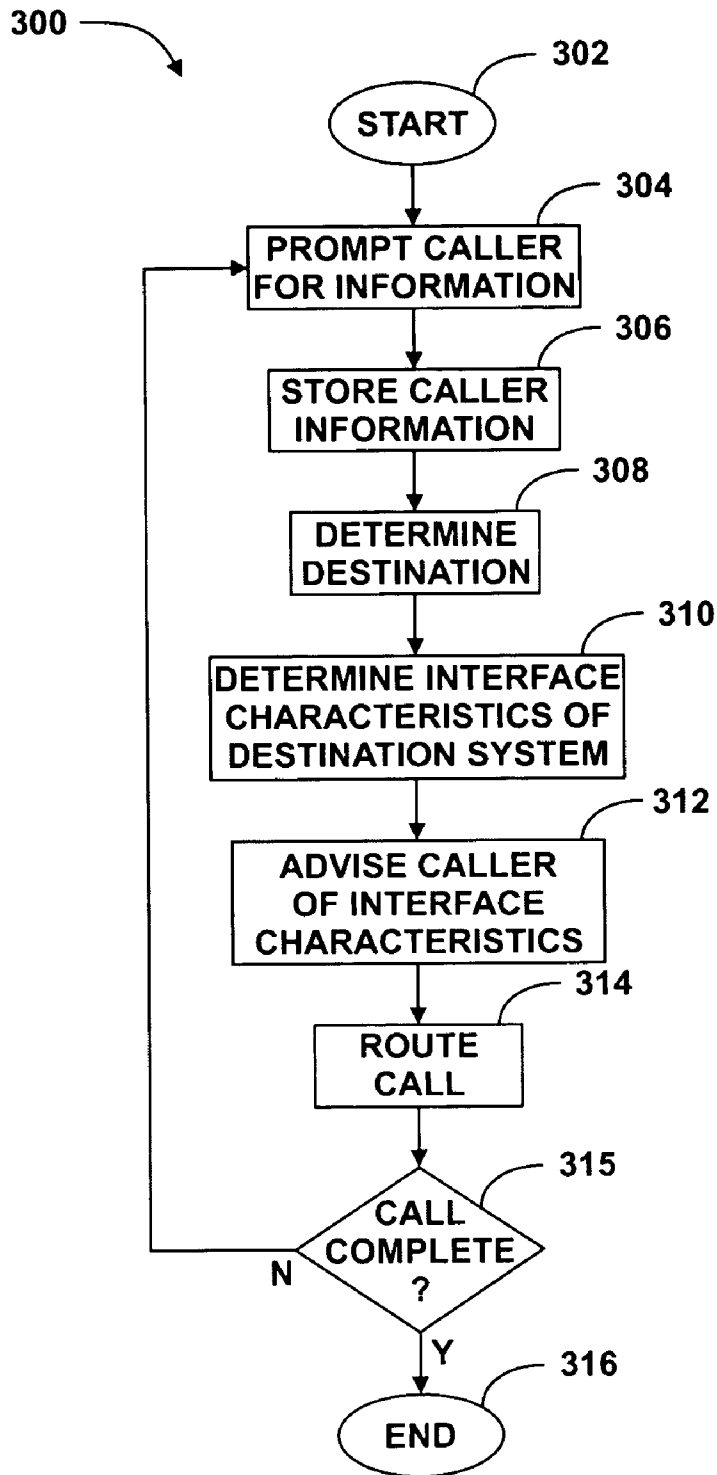 300
302
START
304
PROMPT CALLER
FOR INFORMATION
306
STORE CALLER
INFORMATION
308
DETERMINE
DESTINATION
310
DETERMINE INTERFACE
CHARACTERISTICS OF
DESTINATION SYSTEM
312
ADVISE CALLER
OF INTERFACE
CHARACTERISTICS
314
ROUTE
CALL
315
CALL
COMPLETE
?
N
Y
316
END